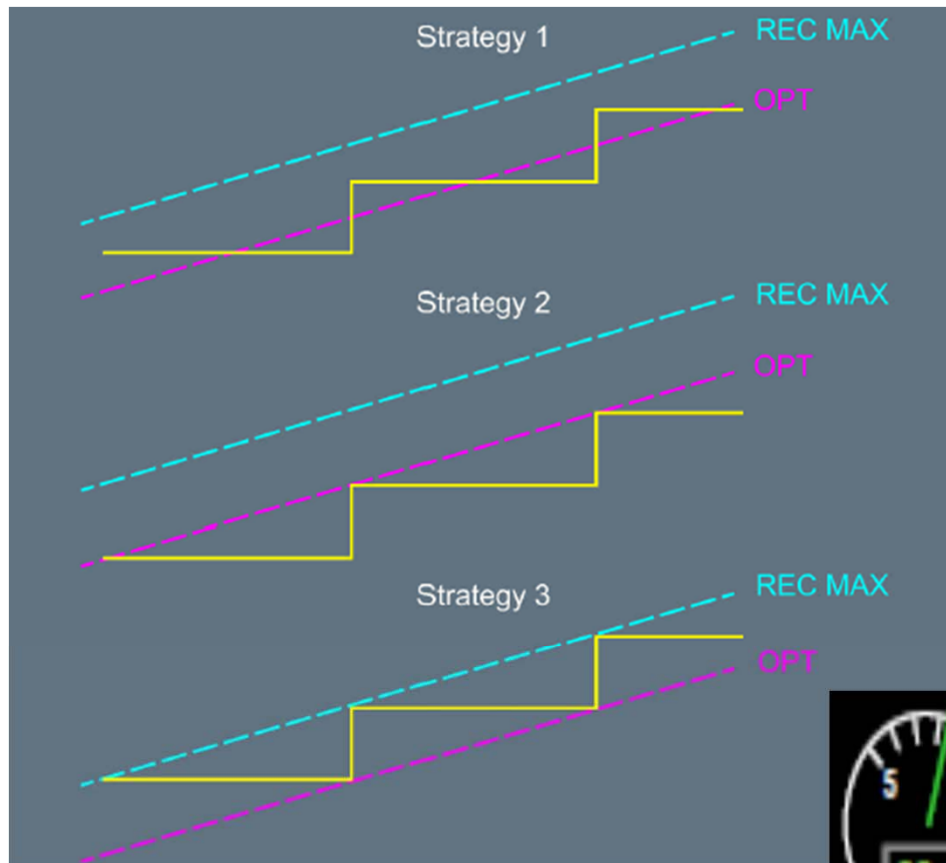 Strategy 1
REC MAX
OPT
Strategy 2
REC MAX
OPT
Strategy 3
REC MAX
OPT
5